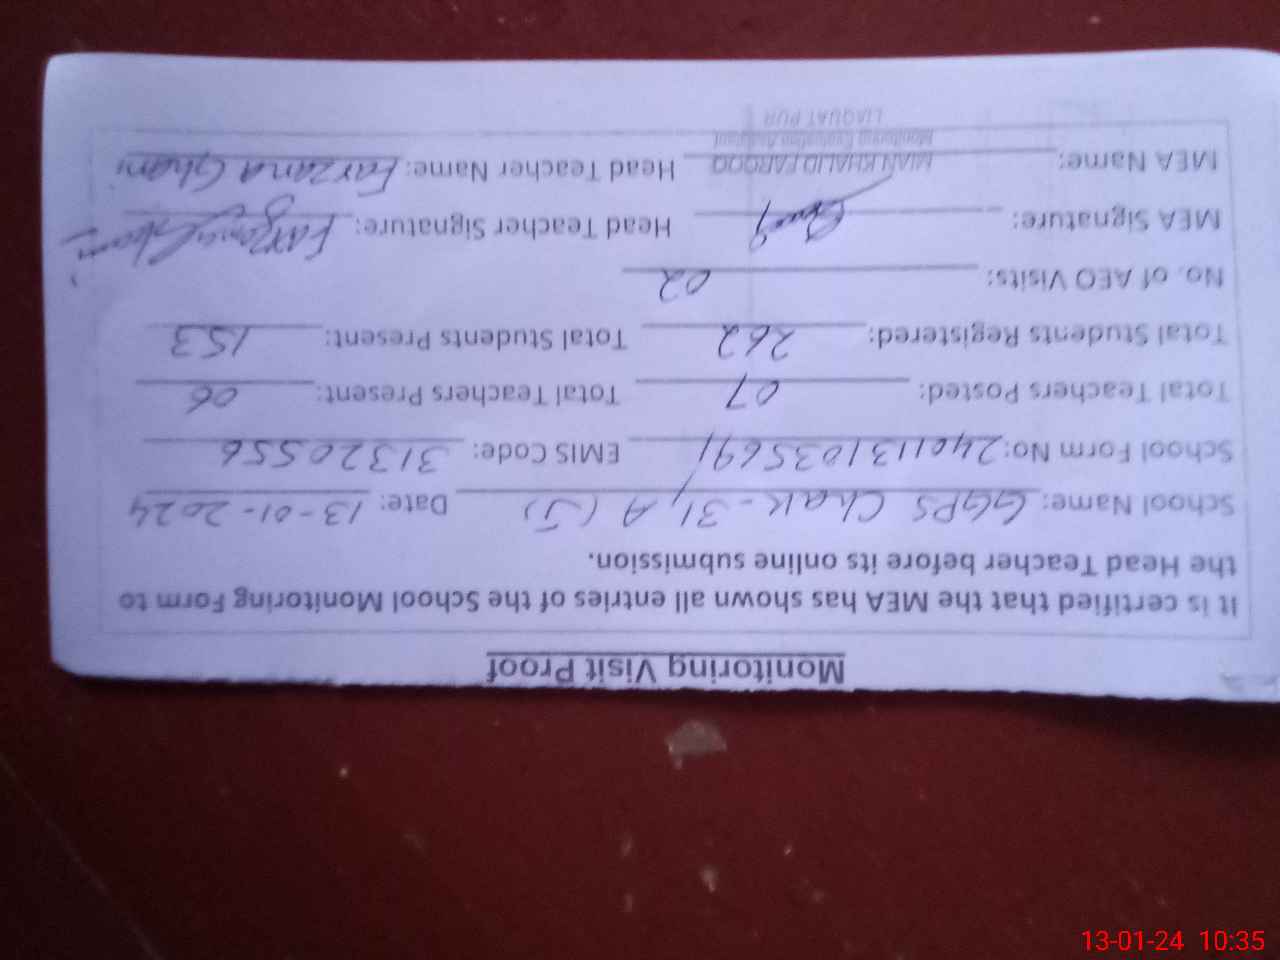 Monitoring Visit Proof
It is certified that the MEA has shown all entries of the School Monitoring Form to
the Head Teacher before its online submission.
School Name: GGPS Chak-31/A (J) Date: 13-01-2024
School Form No: 24011313103569 EMIS Code: 31320556
Total Teachers Posted: 07 Total Teachers Present: 06
Total Students Registered: 262 Total Students Present: 153
No. of AEO Visits: 02
MEA Signature: Head Teacher Signature: Farzana Ghani
MEA Name: MIAN KHALID FAROOQ Head Teacher Name: Farzana Ghani
Monitoring Evaluation Assistant
LIAQUAT PUR
13-01-24 10:35